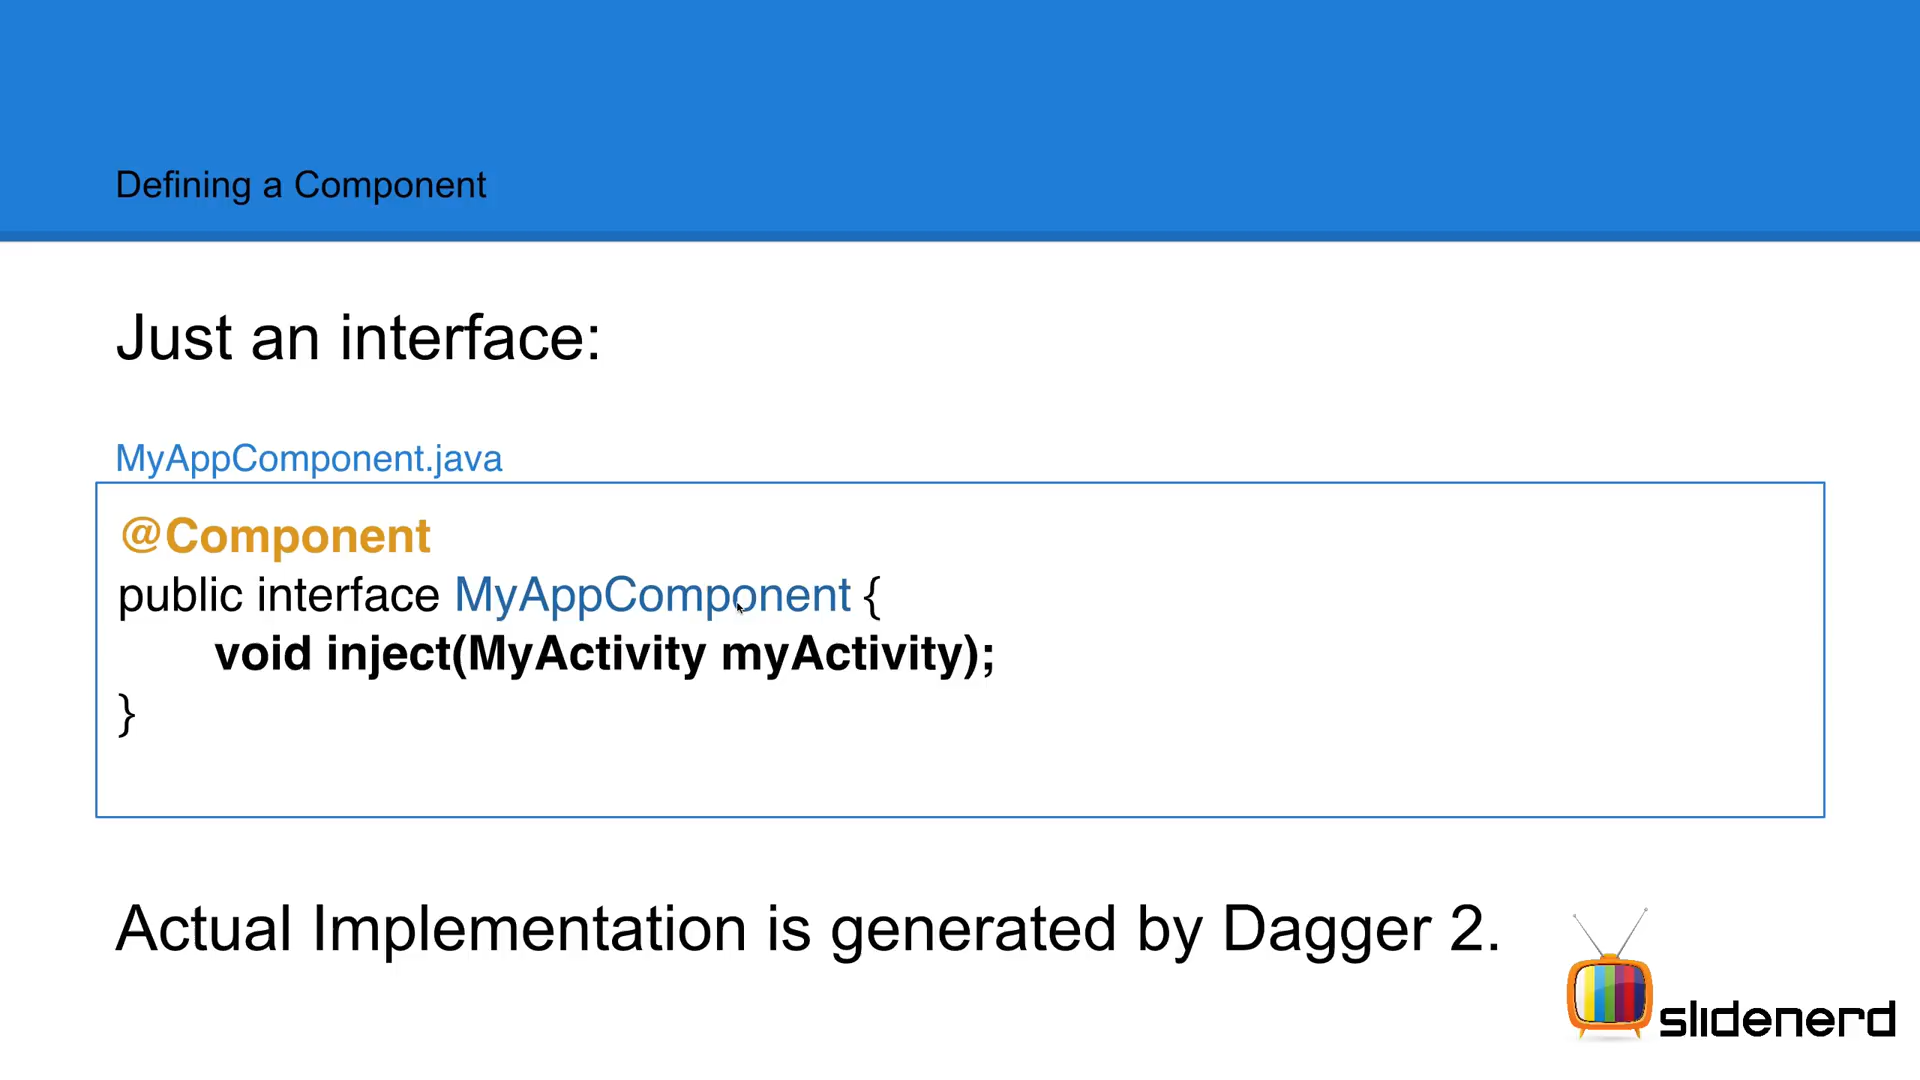 Defining a Component
Just an interface:
MyAppComponent.java
@Component
public interface MyAppComponent {
void inject(MyActivity myActivity);
}
Actual Implementation is generated by Dagger 2.
slidenerd